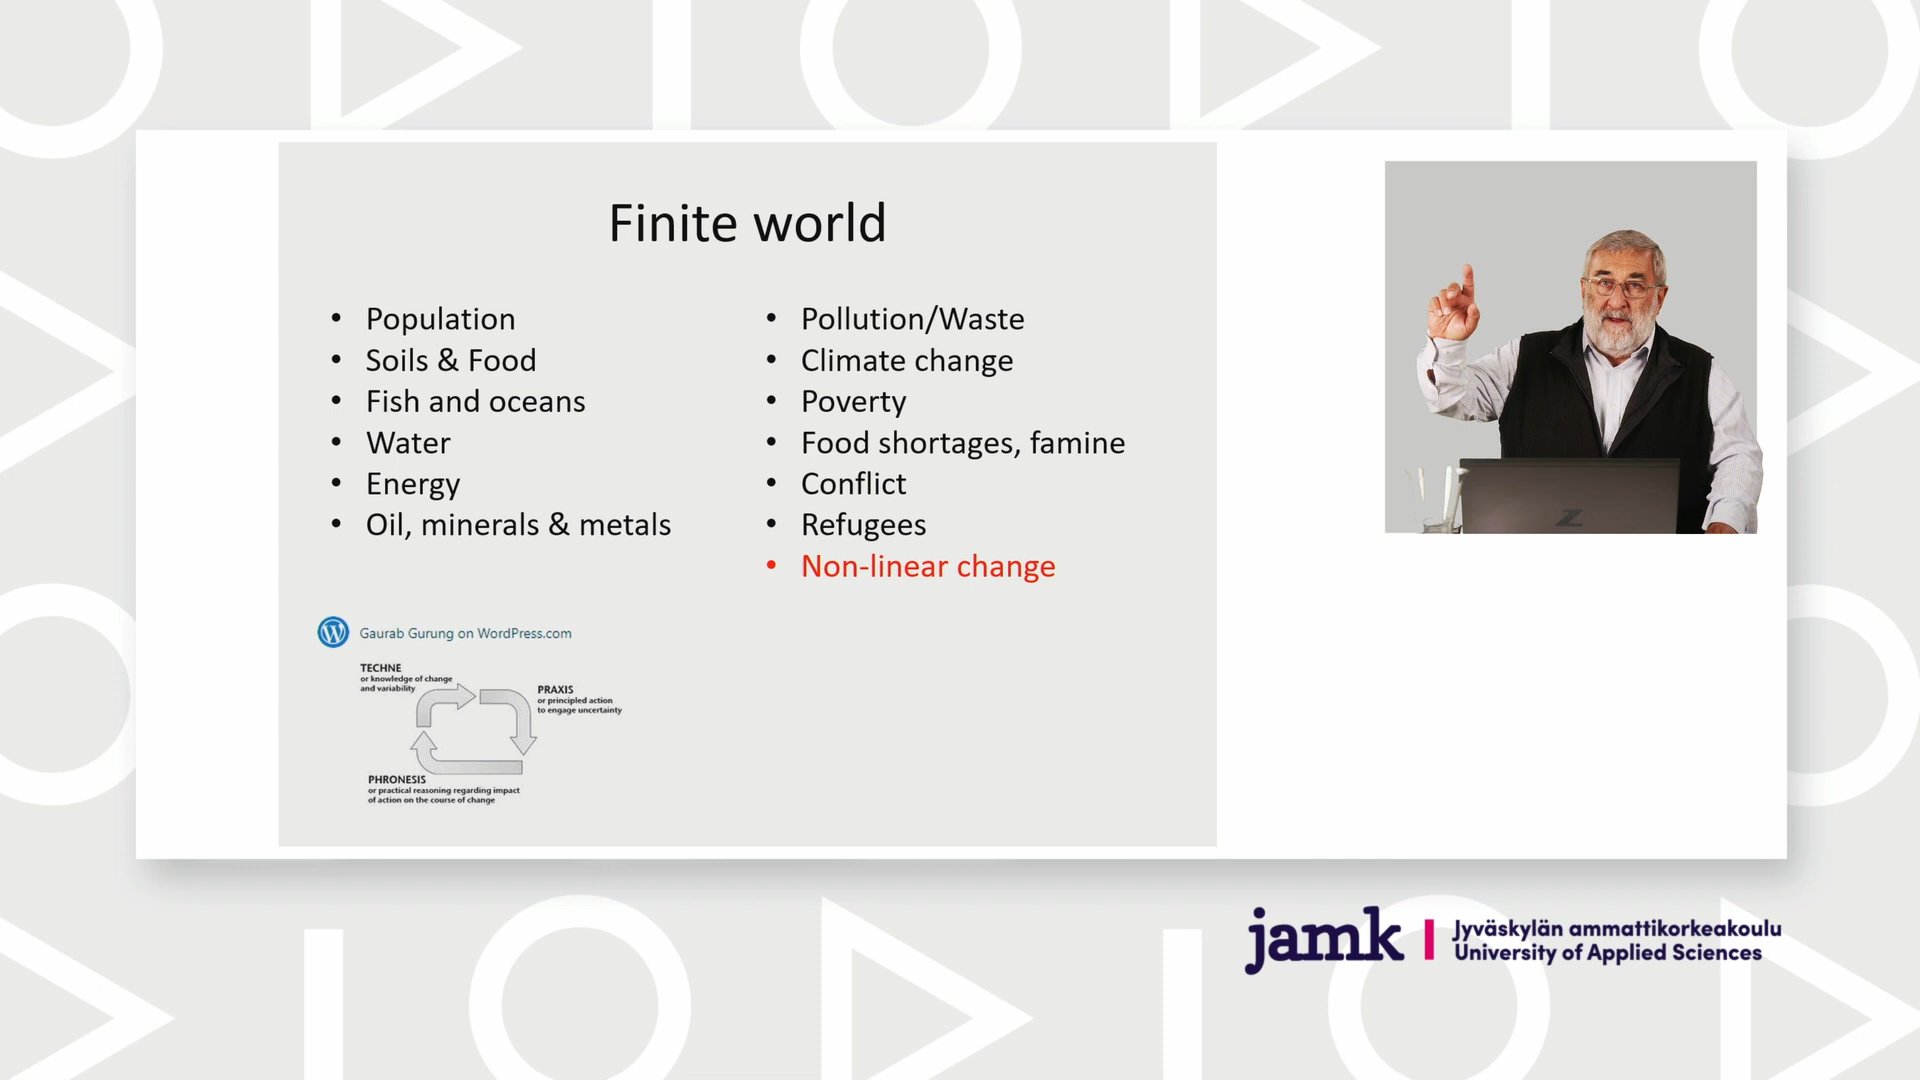 Finite world
Population
Soils & Food
Fish and oceans
Water
Energy
Oil, minerals & metals
Pollution/Waste
Climate change
Poverty
Food shortages, famine
Conflict
Refugees
Non-linear change
Gaurab Gurung on WordPress.com
TECHNE
or knowledge of change
and variability
PRAXIS
or principled action
to engage uncertainty
PHRONESIS
or practical reasoning regarding impact
of action on the course of change
jamk
Jyväskylän ammattikorkeakoulu
University of Applied Sciences